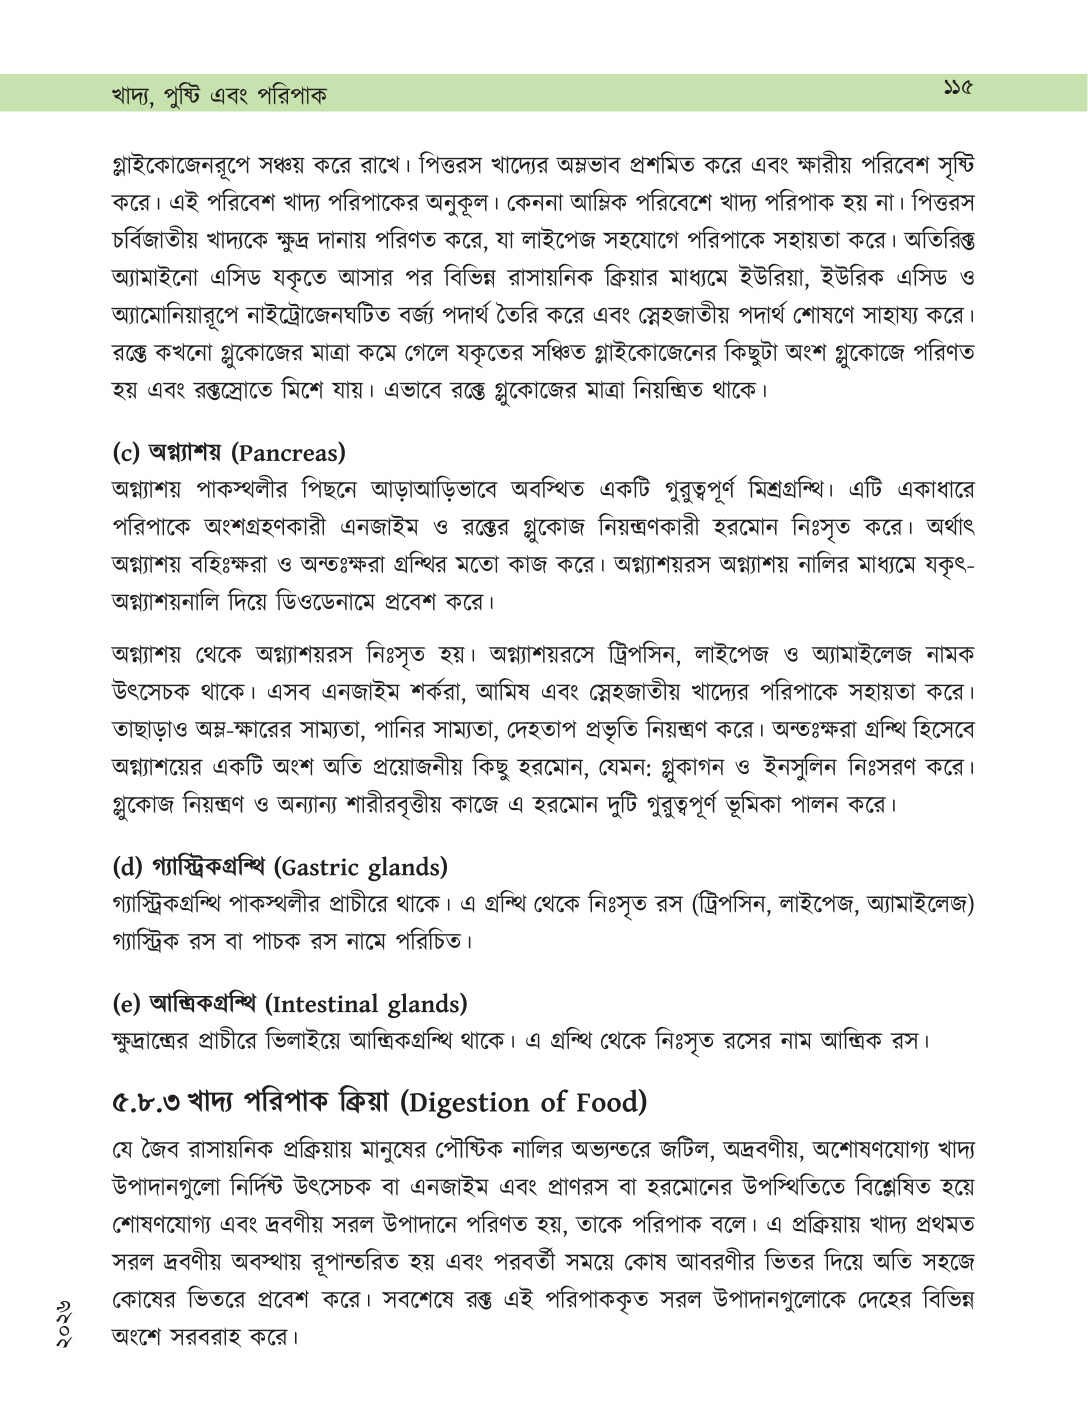 খাদ্য, পুষ্টি এবং পরিপাক
১১৫
গ্লাইকোজেনরূপে সঞ্চয় করে রাখে। পিত্তরস খাদ্যের অম্লভাব প্রশমিত করে এবং ক্ষারীয় পরিবেশ সৃষ্টি
করে। এই পরিবেশ খাদ্য পরিপাকের অনুকূল। কেননা আম্লিক পরিবেশে খাদ্য পরিপাক হয় না। পিত্তরস
চর্বিজাতীয় খাদ্যকে ক্ষুদ্র দানায় পরিণত করে, যা লাইপেজ সহযোগে পরিপাকে সহায়তা করে। অতিরিক্ত
অ্যামাইনো এসিড যকৃতে আসার পর বিভিন্ন রাসায়নিক ক্রিয়ার মাধ্যমে ইউরিয়া, ইউরিক এসিড ও
অ্যামোনিয়ারূপে নাইট্রোজেনঘটিত বর্জ্য পদার্থ তৈরি করে এবং স্নেহজাতীয় পদার্থ শোষণে সাহায্য করে।
রক্তে কখনো গ্লুকোজের মাত্রা কমে গেলে যকৃতের সঞ্চিত গ্লাইকোজেনের কিছুটা অংশ গ্লুকোজে পরিণত
হয় এবং রক্তস্রোতে মিশে যায়। এভাবে রক্তে গ্লুকোজের মাত্রা নিয়ন্ত্রিত থাকে।
(c) অগ্ন্যাশয় (Pancreas)
অগ্ন্যাশয় পাকস্থলীর পিছনে আড়াআড়িভাবে অবস্থিত একটি গুরুত্বপূর্ণ মিশ্রগ্রন্থি। এটি একাধারে
পরিপাকে অংশগ্রহণকারী এনজাইম ও রক্তের গ্লুকোজ নিয়ন্ত্রণকারী হরমোন নিঃসৃত করে। অর্থাৎ
অগ্ন্যাশয় বহিঃক্ষরা ও অন্তঃক্ষরা গ্রন্থির মতো কাজ করে। অগ্ন্যাশয়রস অগ্ন্যাশয় নালির মাধ্যমে যকৃৎ-
অগ্ন্যাশয়নালি দিয়ে ডিওডেনামে প্রবেশ করে।
অগ্ন্যাশয় থেকে অগ্ন্যাশয়রস নিঃসৃত হয়। অগ্ন্যাশয়রসে ট্রিপসিন, লাইপেজ ও অ্যামাইলেজ নামক
উৎসেচক থাকে। এসব এনজাইম শর্করা, আমিষ এবং স্নেহজাতীয় খাদ্যের পরিপাকে সহায়তা করে।
তাছাড়াও অম্ল-ক্ষারের সাম্যতা, পানির সাম্যতা, দেহতাপ প্রভৃতি নিয়ন্ত্রণ করে। অন্তঃক্ষরা গ্রন্থি হিসেবে
অগ্ন্যাশয়ের একটি অংশ অতি প্রয়োজনীয় কিছু হরমোন, যেমন: গ্লুকাগন ও ইনসুলিন নিঃসরণ করে।
গ্লুকোজ নিয়ন্ত্রণ ও অন্যান্য শারীরবৃত্তীয় কাজে এ হরমোন দুটি গুরুত্বপূর্ণ ভূমিকা পালন করে।
(d) গ্যাস্ট্রিকগ্রন্থি (Gastric glands)
গ্যাস্ট্রিকগ্রন্থি পাকস্থলীর প্রাচীরে থাকে। এ গ্রন্থি থেকে নিঃসৃত রস (ট্রিপসিন, লাইপেজ, অ্যামাইলেজ)
গ্যাস্ট্রিক রস বা পাচক রস নামে পরিচিত।
(e) আন্ত্রিকগ্রন্থি (Intestinal glands)
ক্ষুদ্রান্ত্রের প্রাচীরে ভিলাইয়ে আন্ত্রিকগ্রন্থি থাকে। এ গ্রন্থি থেকে নিঃসৃত রসের নাম আন্ত্রিক রস।
৫.৮.৩ খাদ্য পরিপাক ক্রিয়া (Digestion of Food)
যে জৈব রাসায়নিক প্রক্রিয়ায় মানুষের পৌষ্টিক নালির অভ্যন্তরে জটিল, অদ্রবণীয়, অশোষণযোগ্য খাদ্য
উপাদানগুলো নির্দিষ্ট উৎসেচক বা এনজাইম এবং প্রাণরস বা হরমোনের উপস্থিতিতে বিশ্লেষিত হয়ে
শোষণযোগ্য এবং দ্রবণীয় সরল উপাদানে পরিণত হয়, তাকে পরিপাক বলে। এ প্রক্রিয়ায় খাদ্য প্রথমত
সরল দ্রবণীয় অবস্থায় রূপান্তরিত হয় এবং পরবর্তী সময়ে কোষ আবরণীর ভিতর দিয়ে অতি সহজে
কোষের ভিতরে প্রবেশ করে। সবশেষে রক্ত এই পরিপাককৃত সরল উপাদানগুলোকে দেহের বিভিন্ন
অংশে সরবরাহ করে।
২০২৬